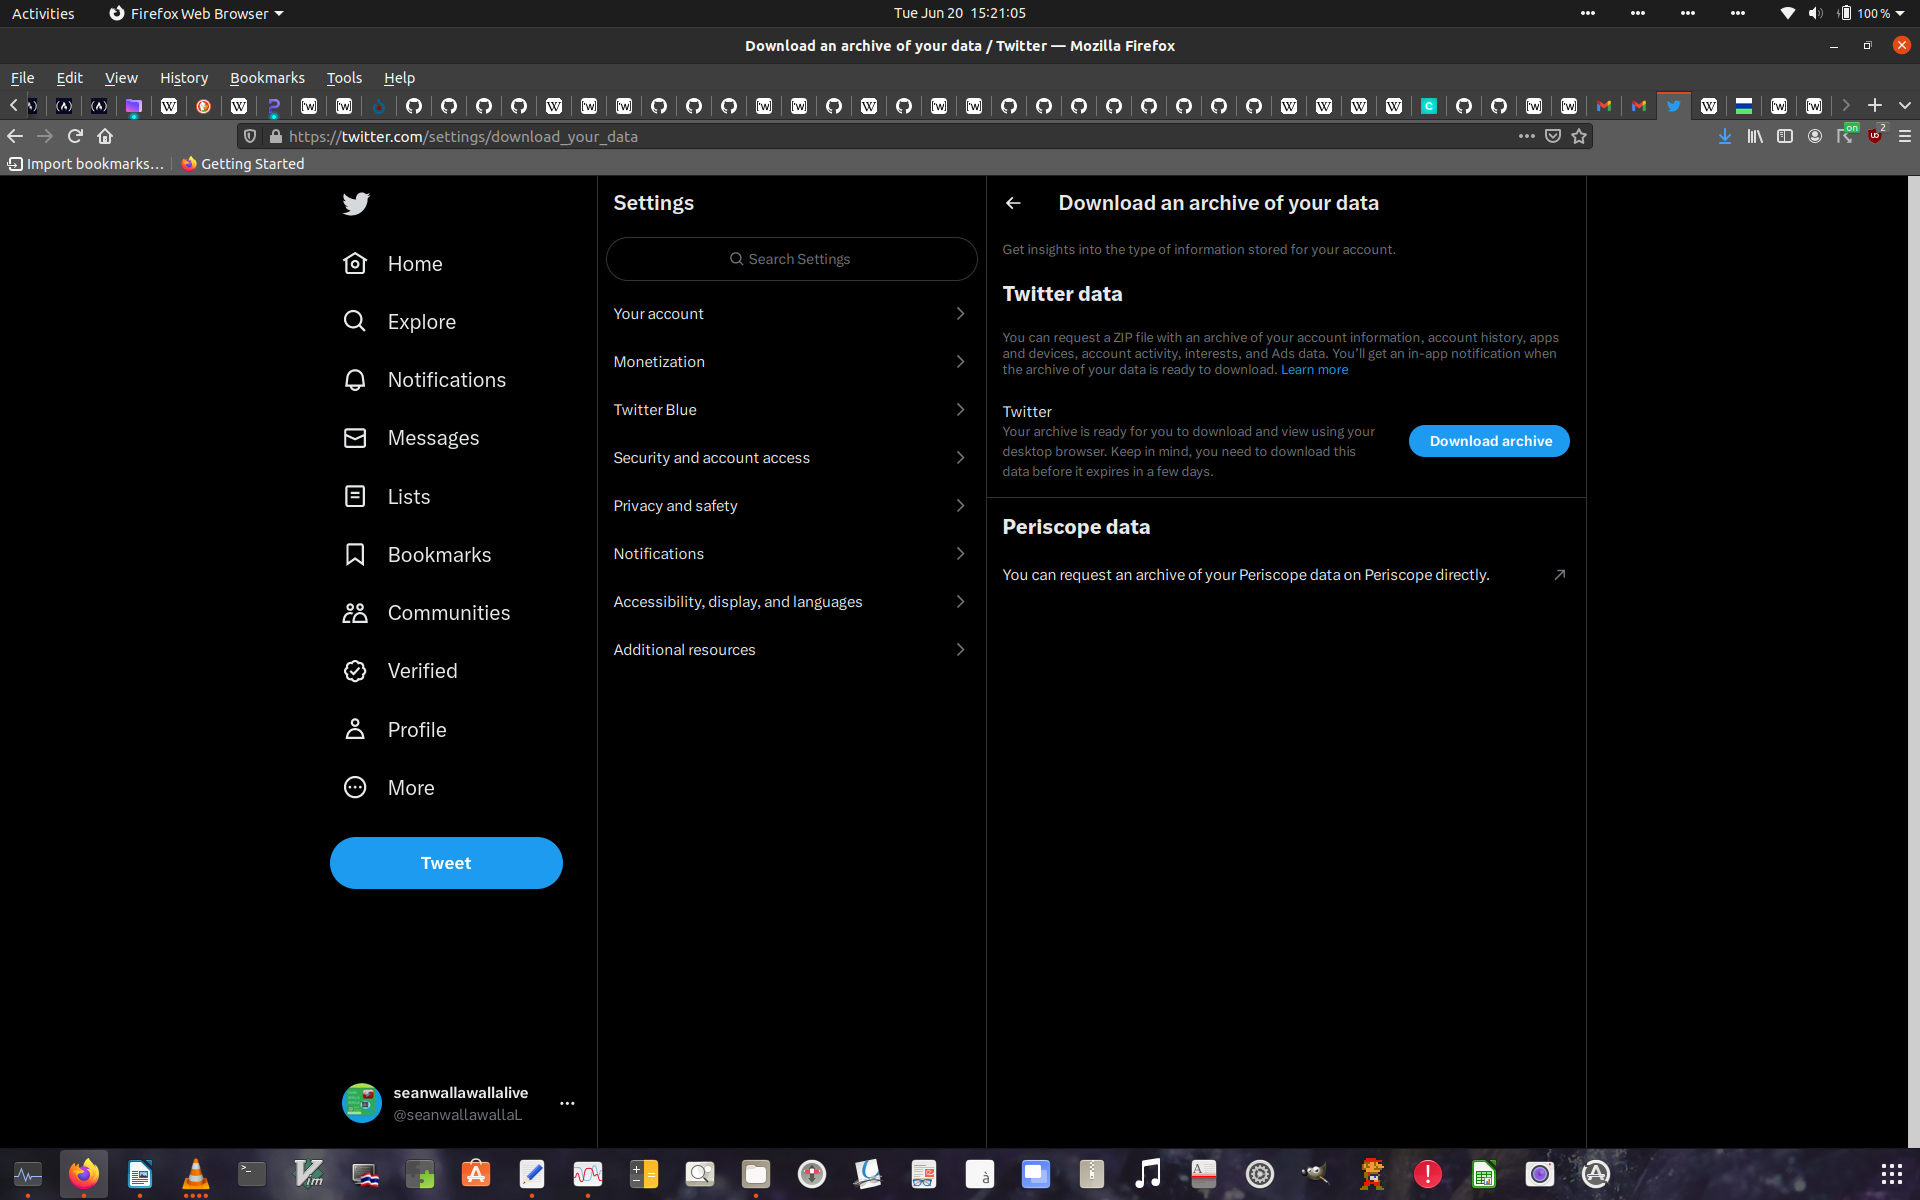 Activities
Firefox Web Browser
Tue Jun 20 15:21:05
100 %
Download an archive of your data / Twitter — Mozilla Firefox
File Edit View History Bookmarks Tools Help
https://twitter.com/settings/download_your_data
on
2
Import bookmarks...
Getting Started
Home
Explore
Notifications
Messages
Lists
Bookmarks
Communities
Verified
Profile
More
Tweet
seanwallawallalive
@seanwallawallaL
Settings
Search Settings
Your account
Monetization
Twitter Blue
Security and account access
Privacy and safety
Notifications
Accessibility, display, and languages
Additional resources
Download an archive of your data
Get insights into the type of information stored for your account.
Twitter data
You can request a ZIP file with an archive of your account information, account history, apps
and devices, account activity, interests, and Ads data. You'll get an in-app notification when
the archive of your data is ready to download. Learn more
Twitter
Your archive is ready for you to download and view using your
desktop browser. Keep in mind, you need to download this
data before it expires in a few days.
Download archive
Periscope data
You can request an archive of your Periscope data on Periscope directly.